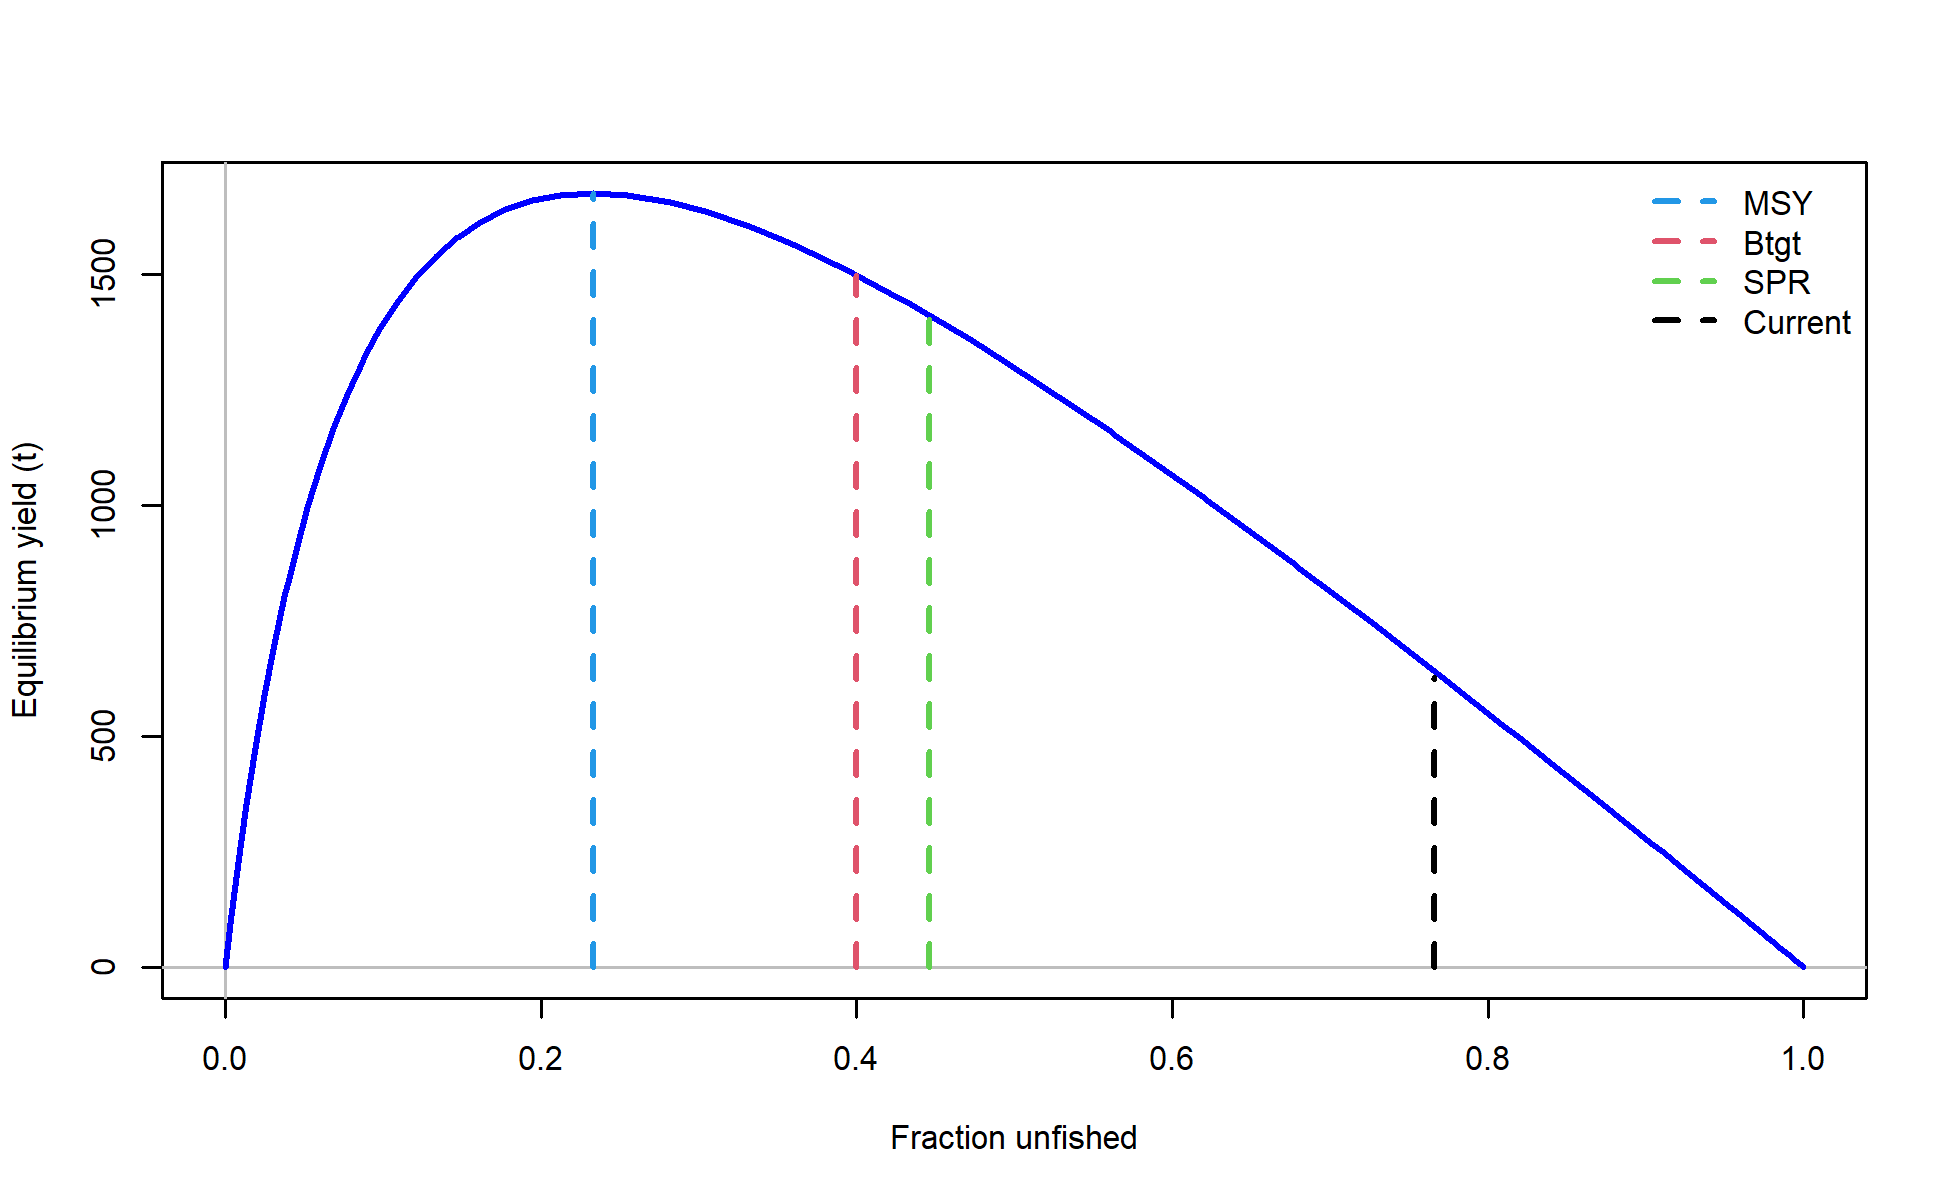 MSY
Btgt
SPR
Current
Equilibrium yield (t)
1500
1000
500
0
0.0 0.2 0.4 0.6 0.8 1.0
Fraction unfished